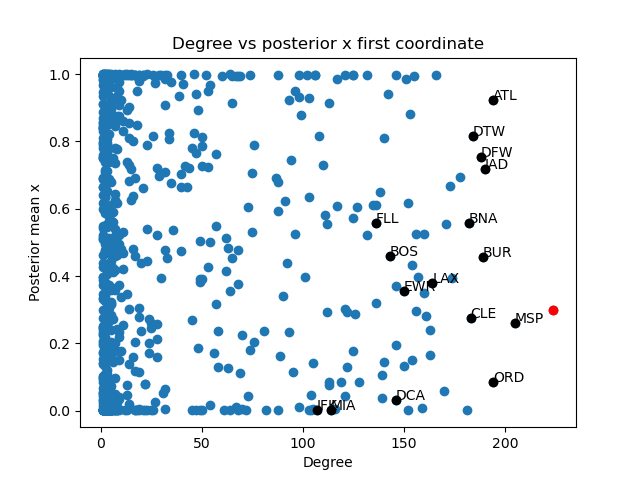 Degree vs posterior x first coordinate
1.0
0.8
0.6
0.4
0.2
0.0
Posterior mean x
ATL
DTW
DFW
IAD
FLL
BNA
BOS
BUR
LAX
EWR
CLE
MSP
ORD
DCA
JFK
MIA
0
50
100
150
200
Degree